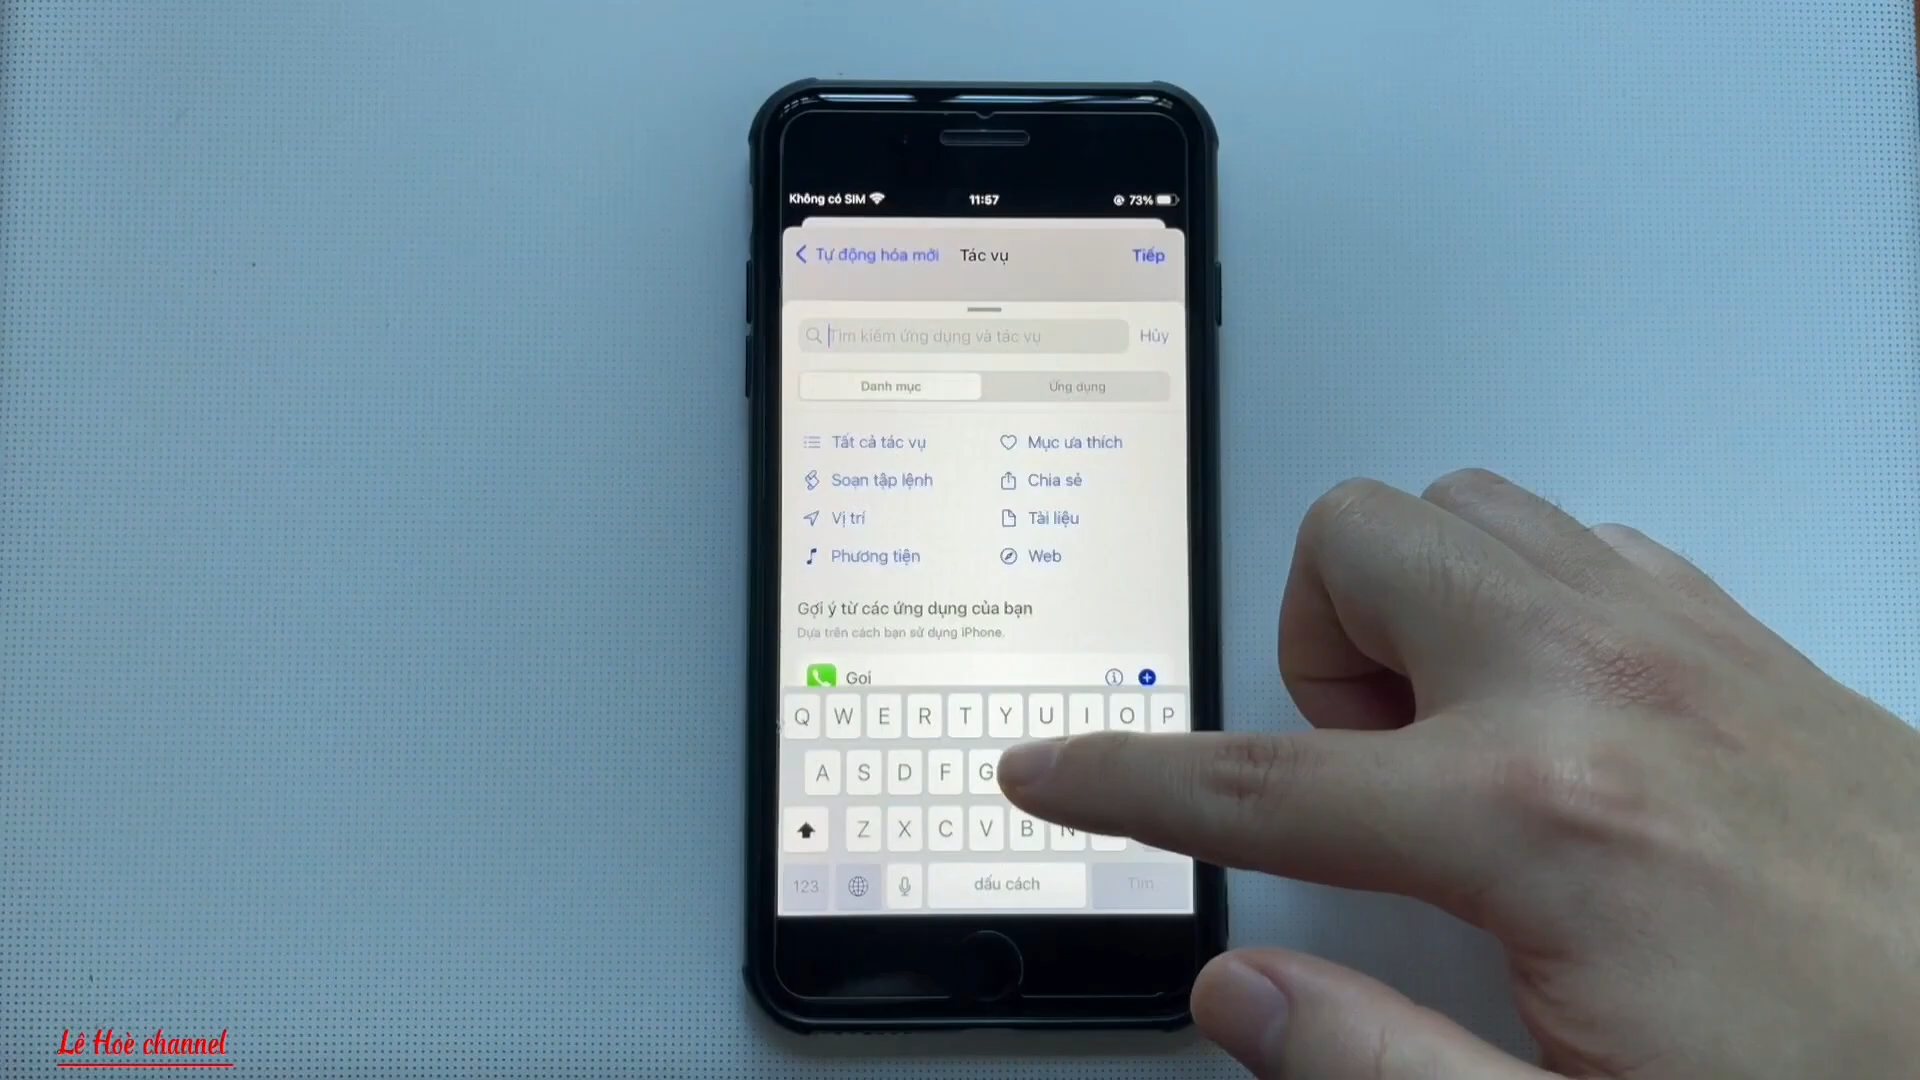 Không có SIM 11:57 73%
Tự động hóa mới Tác vụ Tiếp
Tìm kiếm ứng dụng và tác vụ Hủy
Danh mục Ứng dụng
Tất cả tác vụ Mục ưa thích
Soạn tập lệnh Chia sẻ
Vị trí Tài liệu
Phương tiện Web
Gợi ý từ các ứng dụng của bạn
Dựa trên cách bạn sử dụng iPhone.
Gọi
Q W E R T Y U I O P
A S D F G
Z X C V B N
123 dấu cách Tìm
Lê Hoè channel